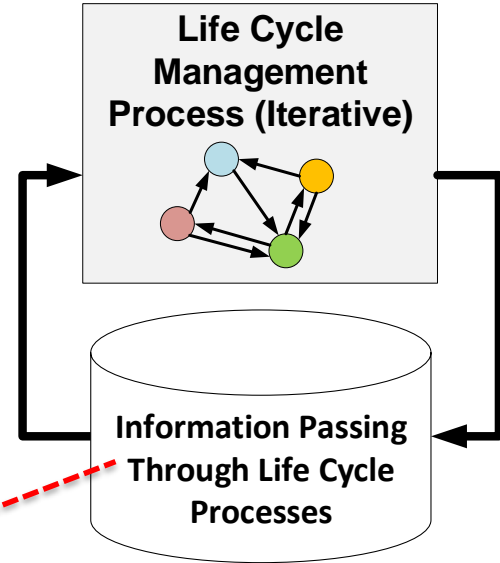 Life Cycle
Management
Process (Iterative)
Information Passing
Through Life Cycle
Processes